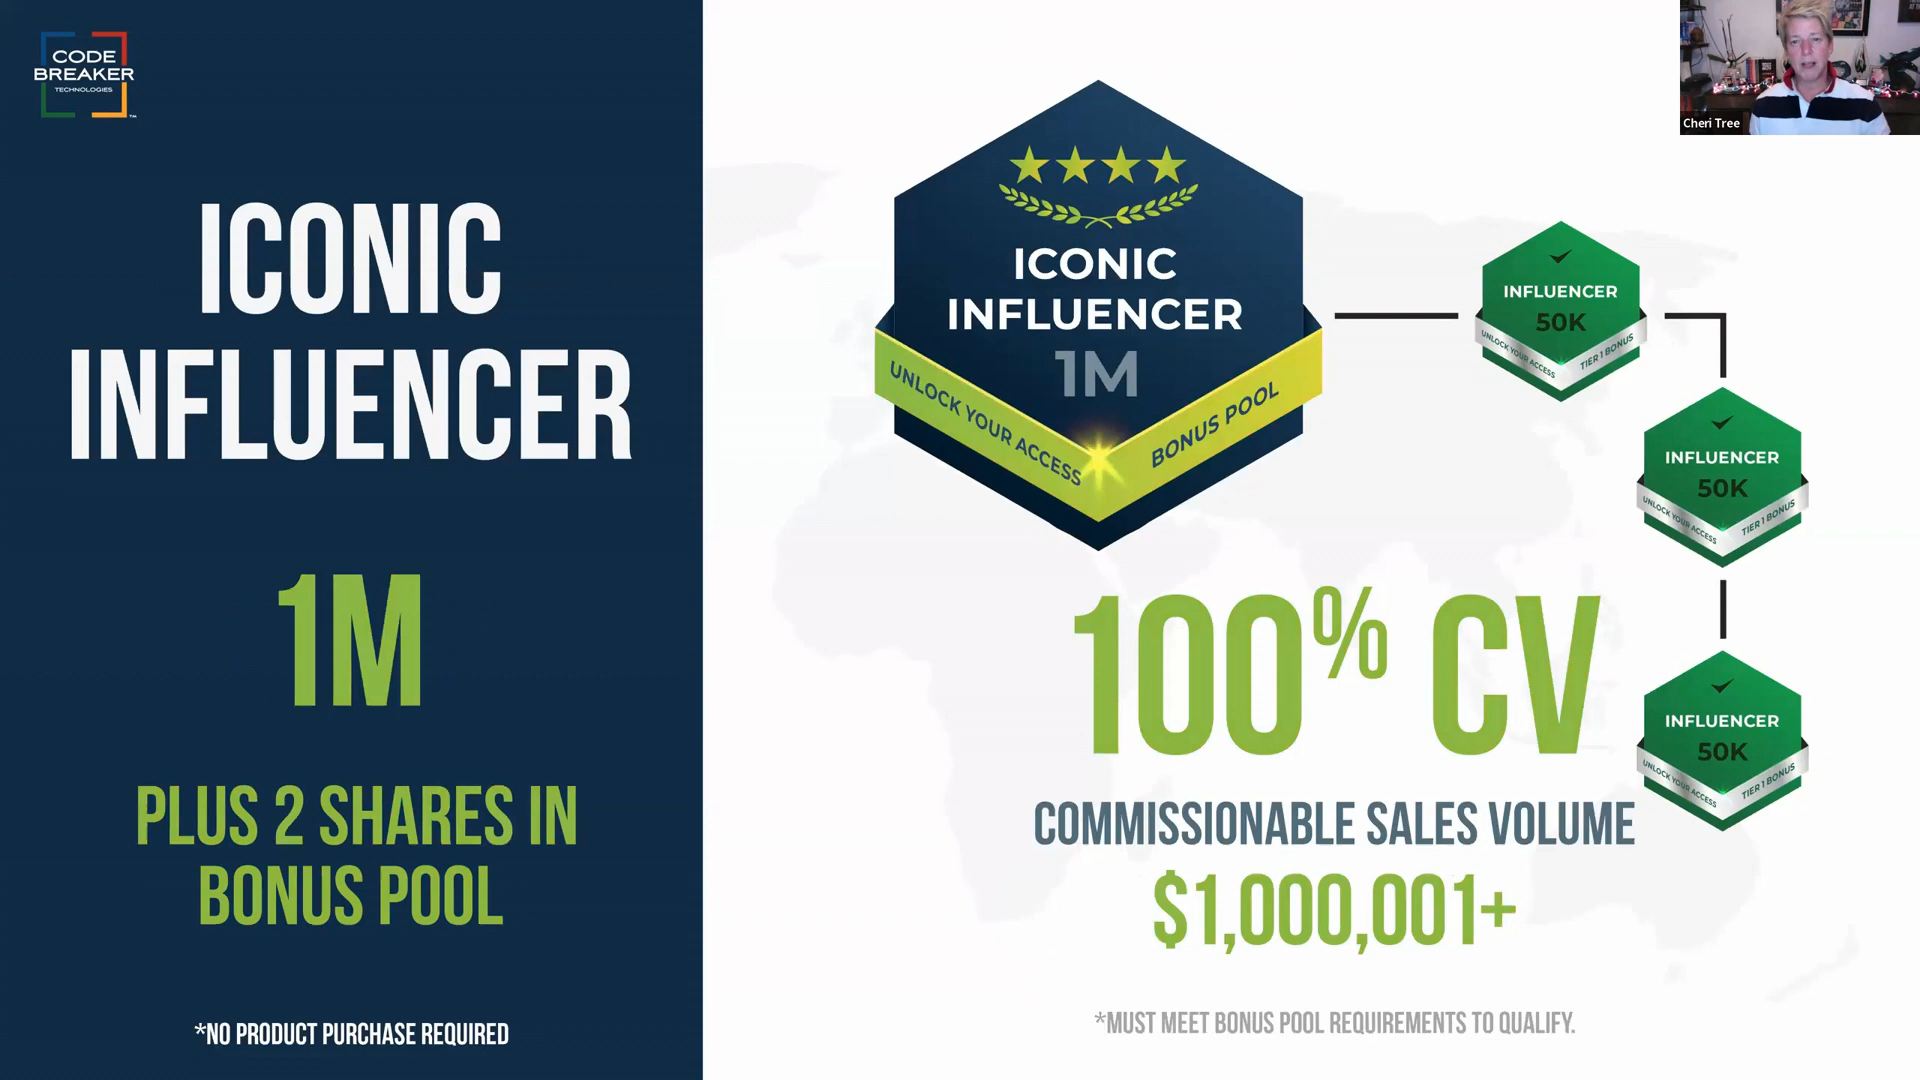 CODE
BREAKER
TECHNOLOGIES
TM
ICONIC
INFLUENCER
1M
PLUS 2 SHARES IN
BONUS POOL
*NO PRODUCT PURCHASE REQUIRED
ICONIC
INFLUENCER
1M
UNLOCK YOUR ACCESS
BONUS POOL
INFLUENCER
50K
UNLOCK YOUR ACCESS
TIER 1 BONUS
INFLUENCER
50K
UNLOCK YOUR ACCESS
TIER 1 BONUS
INFLUENCER
50K
UNLOCK YOUR ACCESS
TIER 1 BONUS
100% CV
COMMISSIONABLE SALES VOLUME
$1,000,001+
*MUST MEET BONUS POOL REQUIREMENTS TO QUALIFY.
Cheri Tree